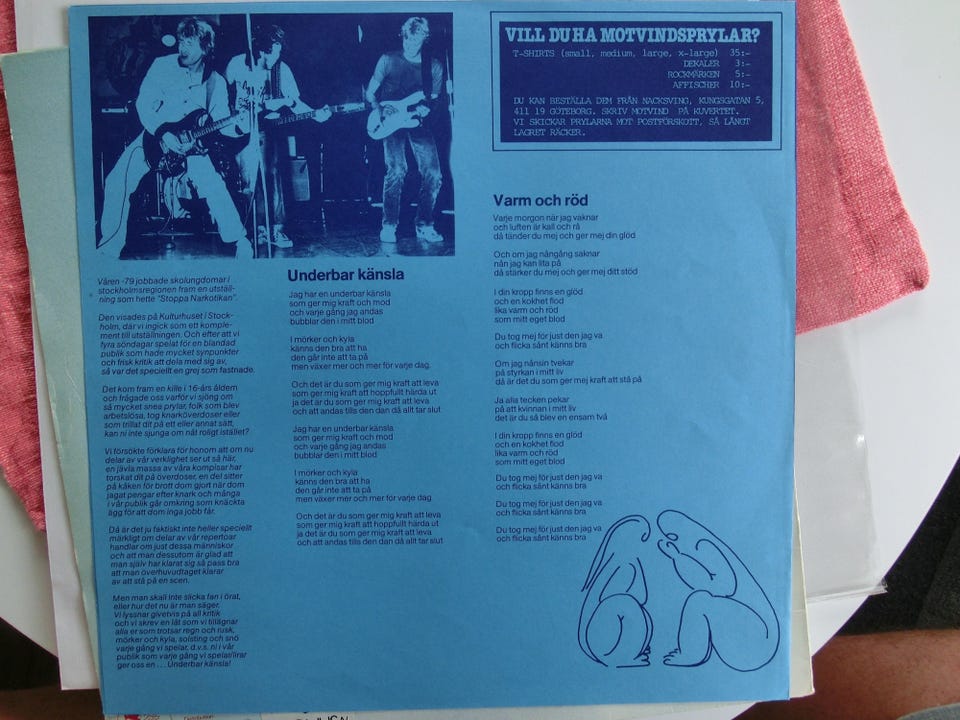 VILL DU HA MOTVINDSPRYLAR?
T-SHIRTS (small, medium, large, x-large) 35:-
DEKALER 3:-
ROCKMÄRKEN 5:-
AFFISCHER 10:-
DU KAN BESTÄLLA DEM FRÅN NACKSVING, KUNGSGATAN 5,
411 19 GÖTEBORG. SKRIV MOTVIND PÅ KUVERTET.
VI SKICKAR PRYLARNA MOT POSTFÖRSKOTT, SÅ LÅNGT
LAGRET RÄCKER.
Våren -79 jobbade skolungdomar i
stockholmsregionen fram en utställ-
ning som hette "Stoppa Narkotikan".
Den visades på Kulturhuset i Stock-
holm, där vi ingick som ett komple-
ment till utställningen. Och efter att vi
fyra söndagar spelat för en blandad
publik som hade mycket synpunkter
och frisk kritik att dela med sig av,
så var det speciellt en grej som fastnade.
Det kom fram en kille i 16-års åldern
och frågade oss varför vi sjöng om
så mycket snea prylar, folk som blev
arbetslösa, tog knarköverdoser eller
som trillat dit på ett eller annat sätt,
kan ni inte sjunga om nåt roligt istället?
Vi försökte förklara för honom att om nu
delar av vår verklighet ser ut så här,
en jävla massa av våra kompisar har
torskat dit på överdoser, en del sitter
på kåken för brott dom gjort när dom
jagat pengar efter knark och många
i vår publik går omkring som knäckta
ägg för att dom inga jobb får.
Då är det ju faktiskt inte heller speciellt
märkligt om delar av vår repertoar
handlar om just dessa människor
och att man dessutom är glad att
man själv har klarat sig så pass bra
att man överhuvudtaget klarar
av att stå på en scen.
Men man skall inte slicka fan i örat,
eller hur det nu är man säger.
Vi lyssnar givetvis på all kritik
och vi skrev en låt som vi tillägnar
alla er som trotsar regn och rusk,
mörker och kyla, solsting och snö
varje gång vi spelar, d.v.s. ni i vår
publik som varje gång vi spelar/lirar
ger oss en . . . Underbar känsla!
Underbar känsla
Jag har en underbar känsla
som ger mig kraft och mod
och varje gång jag andas
bubblar den i mitt blod
I mörker och kyla
känns den bra att ha
den går inte att ta på
men växer mer och mer för varje dag.
Och det är du som ger mig kraft att leva
som ger mig kraft att hoppfullt härda ut
ja det är du som ger mig kraft att leva
och att andas tills den dan då allt tar slut
Jag har en underbar känsla
som ger mig kraft och mod
och varje gång jag andas
bubblar den i mitt blod
I mörker och kyla
känns den bra att ha
den går inte att ta på
men växer mer och mer för varje dag
Och det är du som ger mig kraft att leva
som ger mig kraft att hoppfullt härda ut
ja det är du som ger mig kraft att leva
och att andas tills den dan då allt tar slut
Varm och röd
Varje morgon när jag vaknar
och luften är kall och rå
då tänder du mej och ger mej din glöd
Och om jag nångång saknar
nån jag kan lita på
då stärker du mej och ger mej ditt stöd
I din kropp finns en glöd
och en kokhet flod
lika varm och röd
som mitt eget blod
Du tog mej för just den jag va
och flicka sånt känns bra
Om jag nånsin tvekar
på styrkan i mitt liv
då är det du som ger mej kraft att stå på
Ja alla tecken pekar
på att kvinnan i mitt liv
det är du så blev en ensam två
I din kropp finns en glöd
och en kokhet flod
lika varm och röd
som mitt eget blod
Du tog mej för just den jag va
och flicka sånt känns bra
Du tog mej för just den jag va
och flicka sånt känns bra
Du tog mej för just den jag va
och flicka sånt känns bra